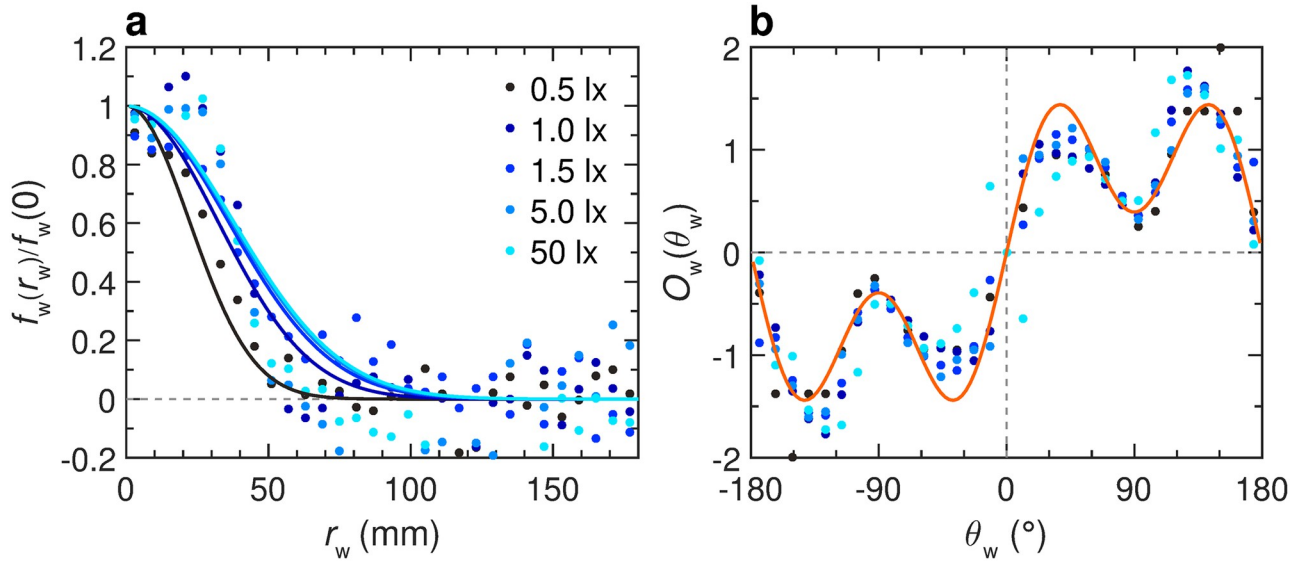 a
1.2
1
0.8
0.6
0.4
0.2
0
-0.2
f_w(r_w)/f_w(0)
0.5 lx
1.0 lx
1.5 lx
5.0 lx
50 lx
0 50 100 150
r_w (mm)
b
2
1
0
-1
-2
O_w(θ_w)
-180 -90 0 90 180
θ_w (°)